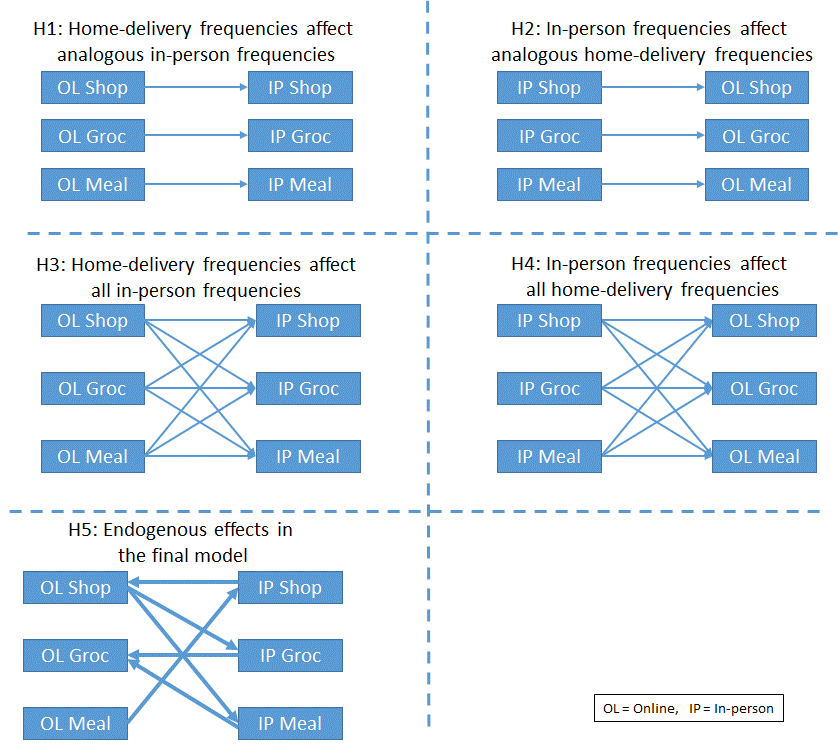 H1: Home-delivery frequencies affect
analogous in-person frequencies
OL Shop IP Shop
OL Groc IP Groc
OL Meal IP Meal
H2: In-person frequencies affect
analogous home-delivery frequencies
IP Shop OL Shop
IP Groc OL Groc
IP Meal OL Meal
H3: Home-delivery frequencies affect
all in-person frequencies
OL Shop IP Shop
OL Groc IP Groc
OL Meal IP Meal
H4: In-person frequencies affect
all home-delivery frequencies
IP Shop OL Shop
IP Groc OL Groc
IP Meal OL Meal
H5: Endogenous effects in
the final model
OL Shop IP Shop
OL Groc IP Groc
OL Meal IP Meal
OL = Online, IP = In-person